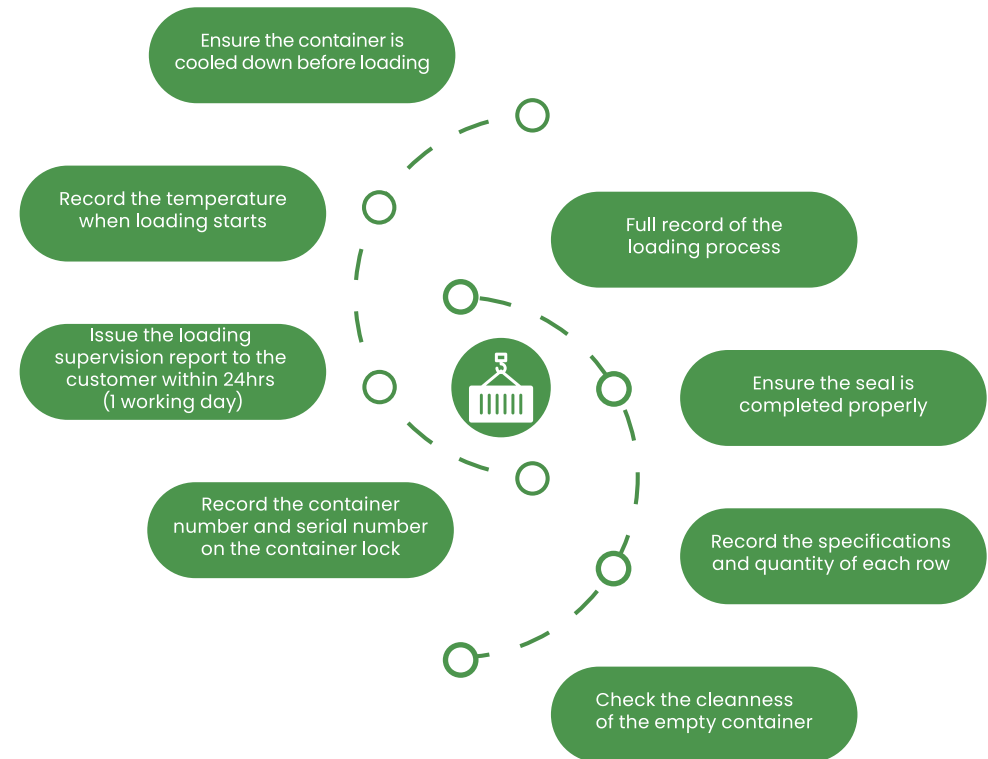 Ensure the container is
cooled down before loading
Record the temperature
when loading starts
Full record of the
loading process
Issue the loading
supervision report to the
customer within 24hrs
(1 working day)
Ensure the seal is
completed properly
Record the container
number and serial number
on the container lock
Record the specifications
and quantity of each row
Check the cleanness
of the empty container